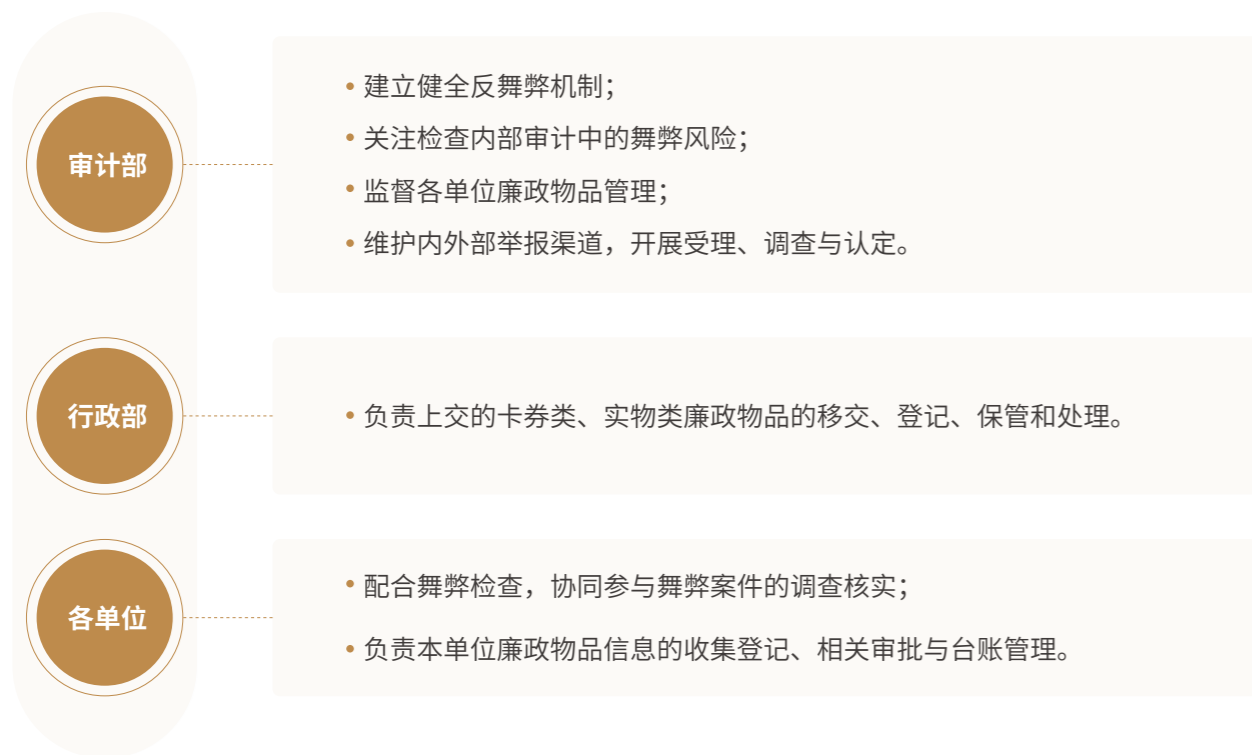 审计部
• 建立健全反舞弊机制；
• 关注检查内部审计中的舞弊风险；
• 监督各单位廉政物品管理；
• 维护内外部举报渠道，开展受理、调查与认定。
行政部
• 负责上交的卡券类、实物类廉政物品的移交、登记、保管和处理。
各单位
• 配合舞弊检查，协同参与舞弊案件的调查核实；
• 负责本单位廉政物品信息的收集登记、相关审批与台账管理。